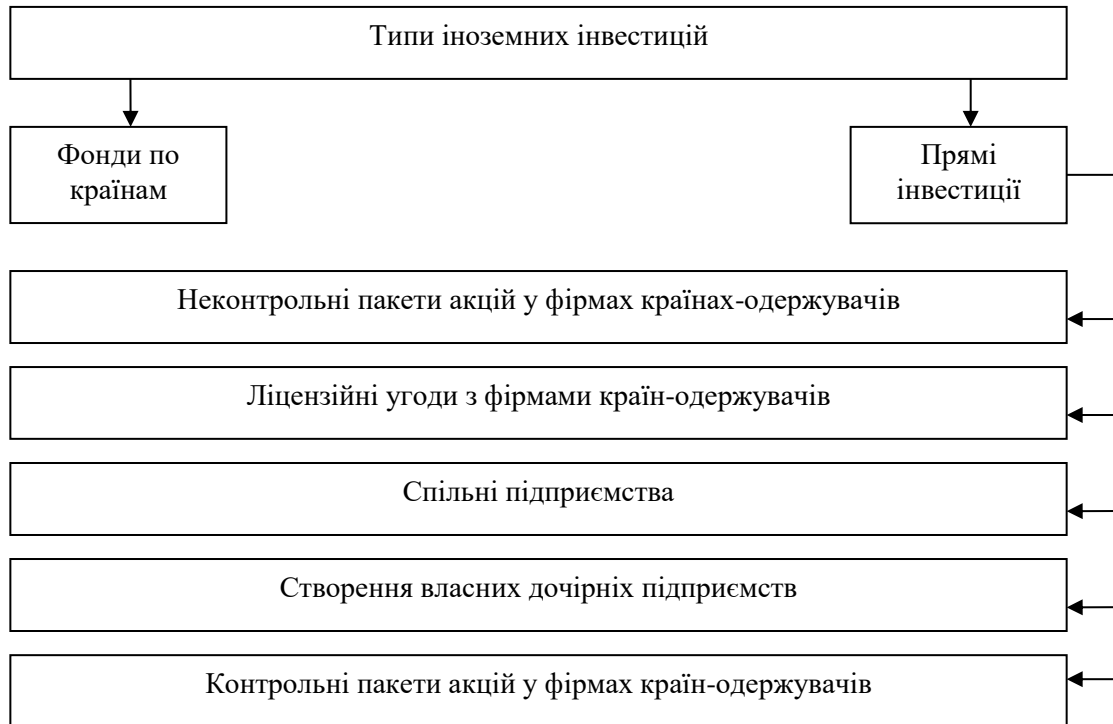 Типи іноземних інвестицій
Фонди по
країнам
Прямі
інвестиції
Неконтрольні пакети акцій у фірмах країнах-одержувачів
Ліцензійні угоди з фірмами країн-одержувачів
Спільні підприємства
Створення власних дочірніх підприємств
Контрольні пакети акцій у фірмах країн-одержувачів